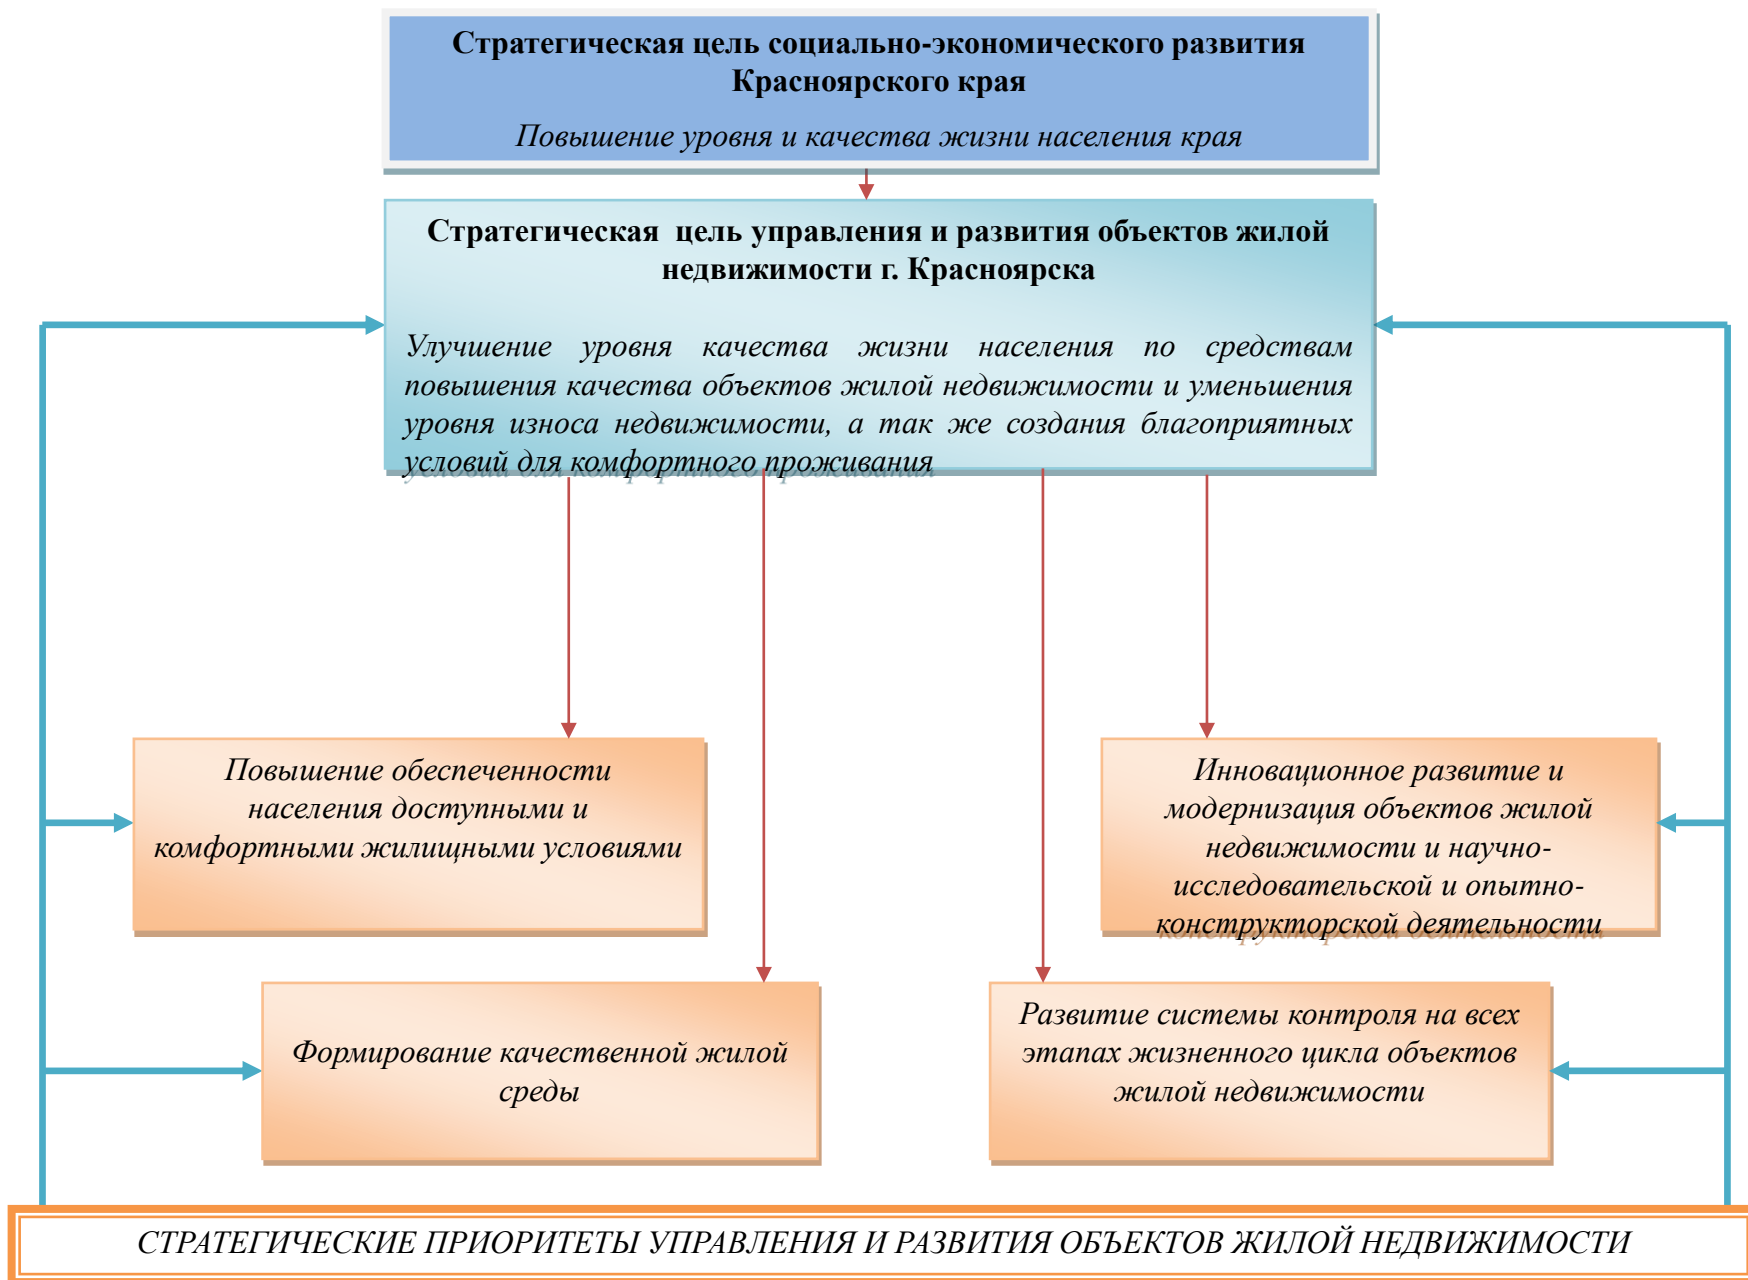 Стратегическая цель социально-экономического развития
Красноярского края
Повышение уровня и качества жизни населения края
Стратегическая цель управления и развития объектов жилой
недвижимости г. Красноярска
Улучшение уровня качества жизни населения по средствам
повышения качества объектов жилой недвижимости и уменьшения
уровня износа недвижимости, а так же создания благоприятных
условий для комфортного проживания
Повышение обеспеченности
населения доступными и
комфортными жилищными условиями
Инновационное развитие и
модернизация объектов жилой
недвижимости и научно-
исследовательской и опытно-
конструкторской деятельности
Формирование качественной жилой
среды
Развитие системы контроля на всех
этапах жизненного цикла объектов
жилой недвижимости
СТРАТЕГИЧЕСКИЕ ПРИОРИТЕТЫ УПРАВЛЕНИЯ И РАЗВИТИЯ ОБЪЕКТОВ ЖИЛОЙ НЕДВИЖИМОСТИ